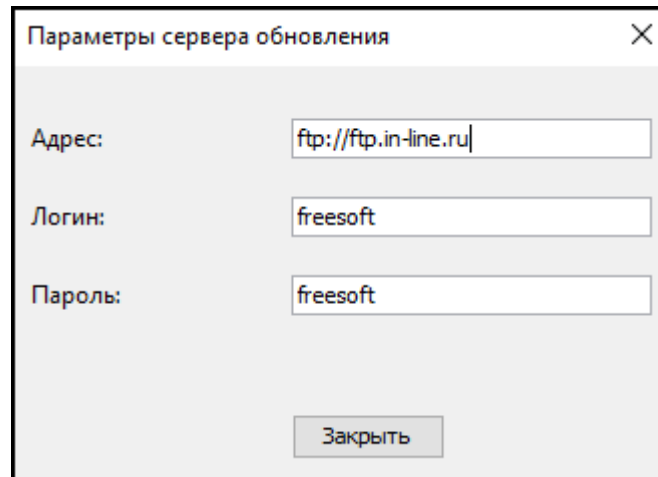 Параметры сервера обновления
Адрес: ftp://ftp.in-line.ru
Логин: freesoft
Пароль: freesoft
Закрыть